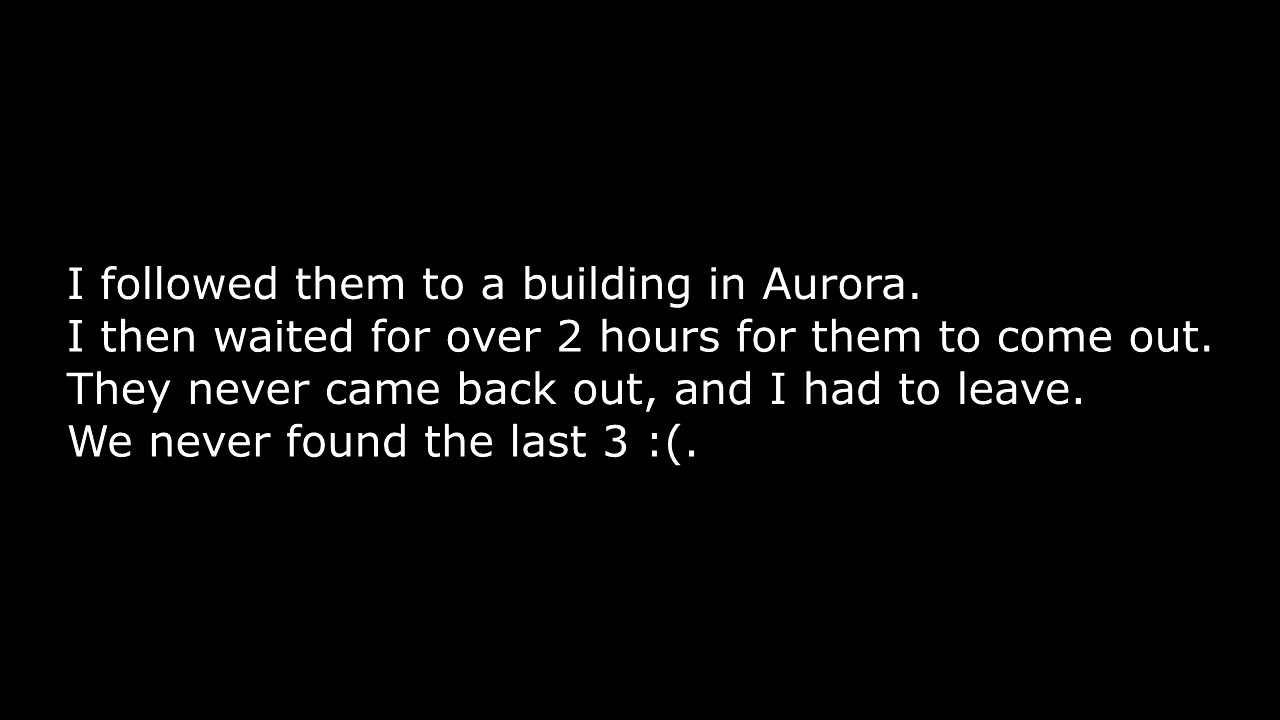 I followed them to a building in Aurora.
I then waited for over 2 hours for them to come out.
They never came back out, and I had to leave.
We never found the last 3 :(.